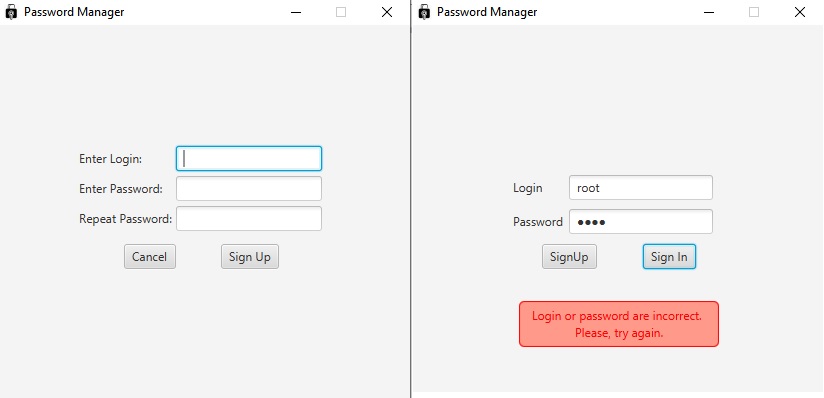 Password Manager
Enter Login:
Enter Password:
Repeat Password:
Cancel Sign Up
Password Manager
Login root
Password ●●●●
SignUp Sign In
Login or password are incorrect.
Please, try again.